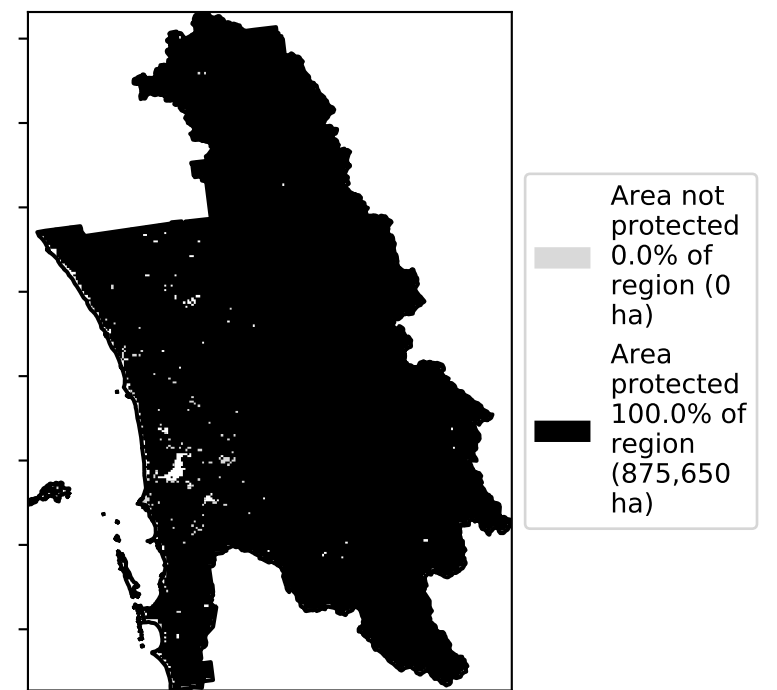 Area not
protected
0.0% of
region (0
ha)
Area
protected
100.0% of
region
(875,650
ha)